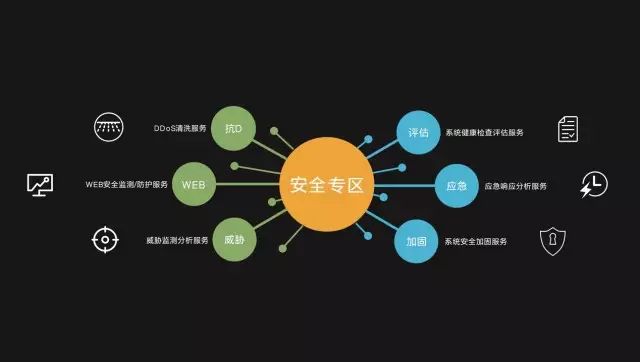 DDoS清洗服务
抗D
评估
系统健康检查评估服务
WEB安全监测/防护服务
WEB
安全专区
应急
应急响应分析服务
威胁监测分析服务
威胁
加固
系统安全加固服务